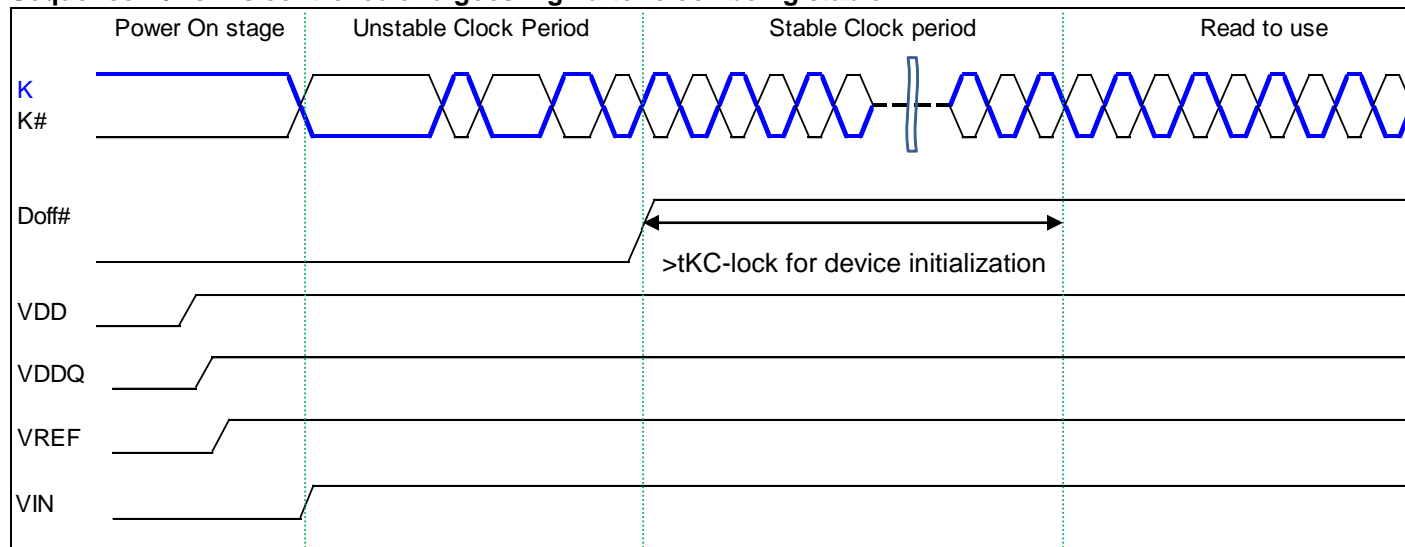 Power On stage
Unstable Clock Period
Stable Clock period
Read to use
K
K#
Doff#
>tKC-lock for device initialization
VDD
VDDQ
VREF
VIN